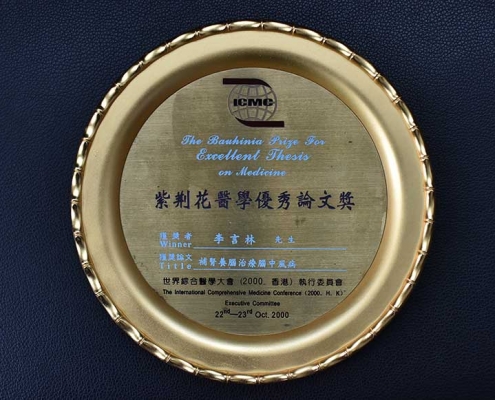 ICMC
The Bauhinia Prize For
Excellent Thesis
on Medicine
紫荆花醫學優秀論文獎
獲獎者 李言林 先生
Winner
獲獎論文 補腎養腦治療腦中風病
Title
世界綜合醫學大會(2000、香港)執行委員會
The International Comprehensive Medicine Conference (2000, H, K)
Executive Committee
22nd—23rd Oct. 2000